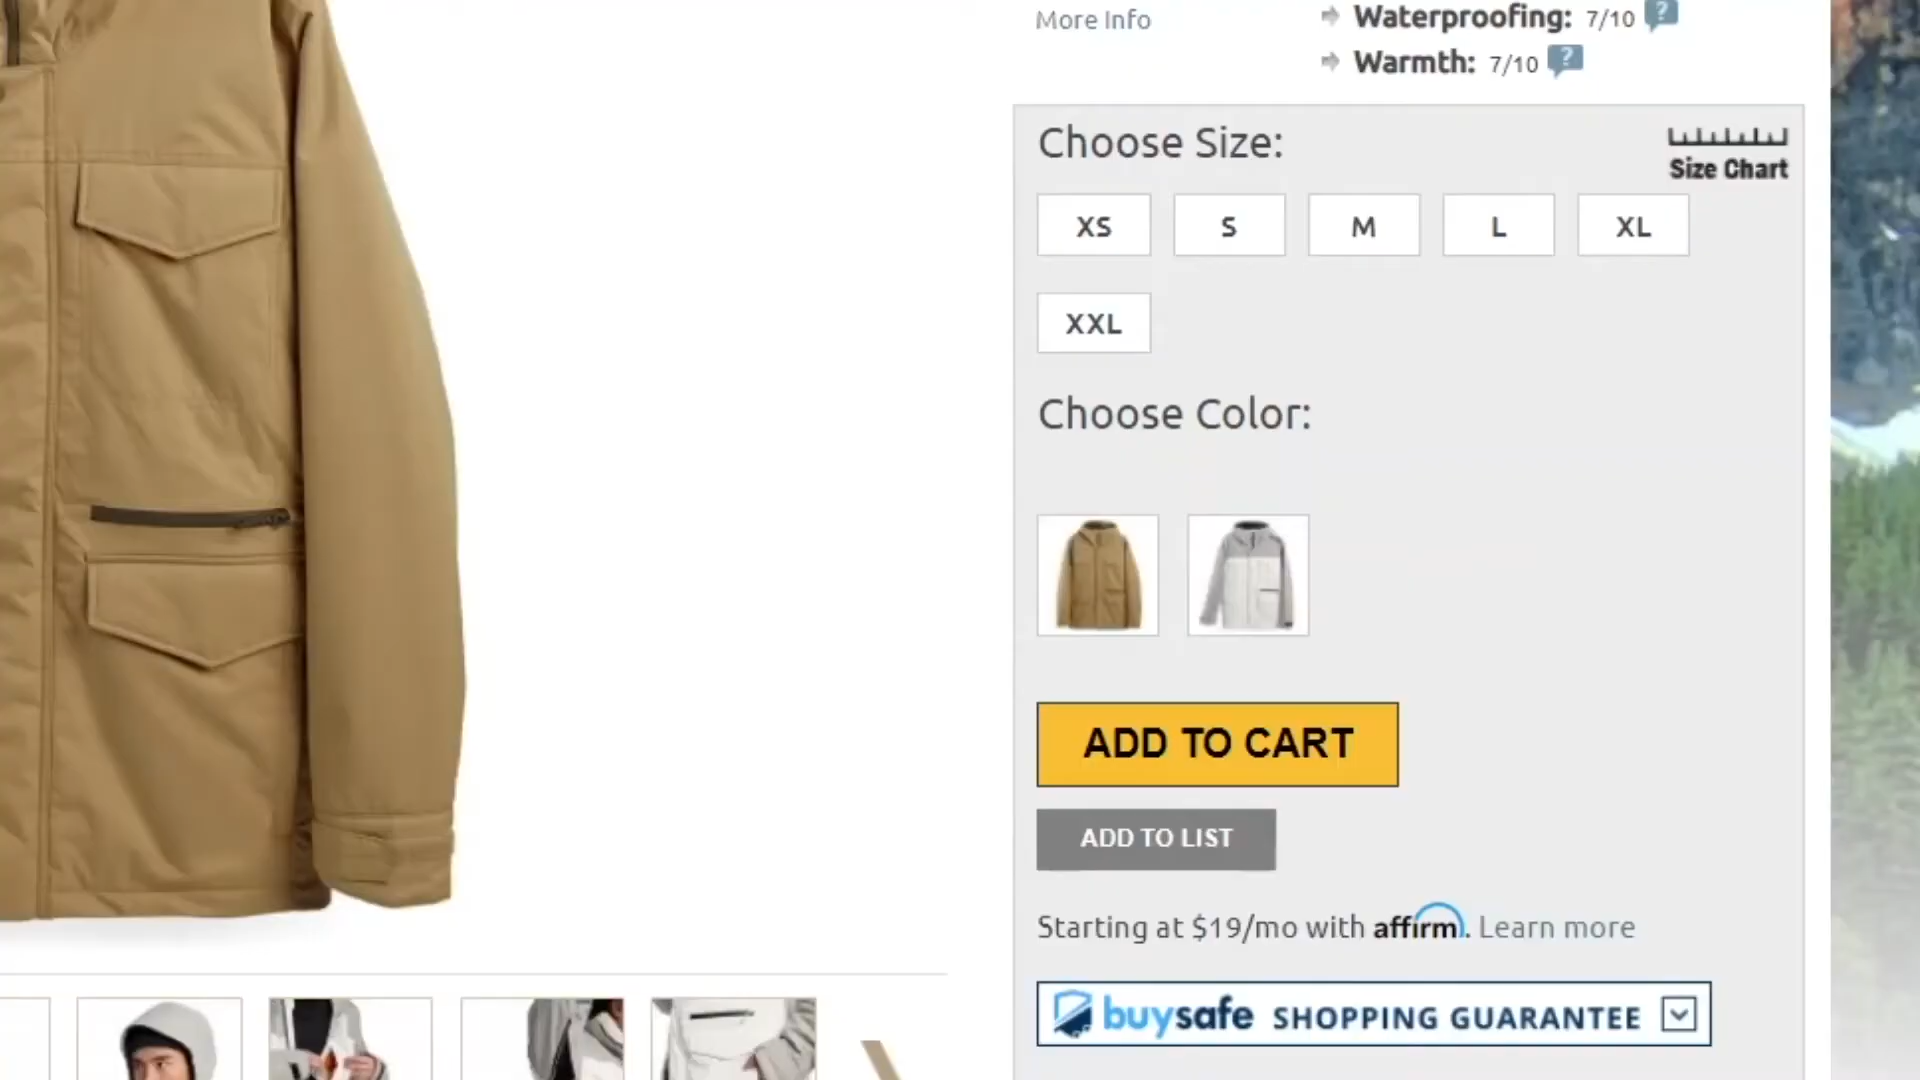 More Info
Waterproofing: 7/10 ?
Warmth: 7/10 ?
Choose Size:
Size Chart
XS S M L XL
XXL
Choose Color:
ADD TO CART
ADD TO LIST
Starting at $19/mo with affirm. Learn more
buysafe SHOPPING GUARANTEE